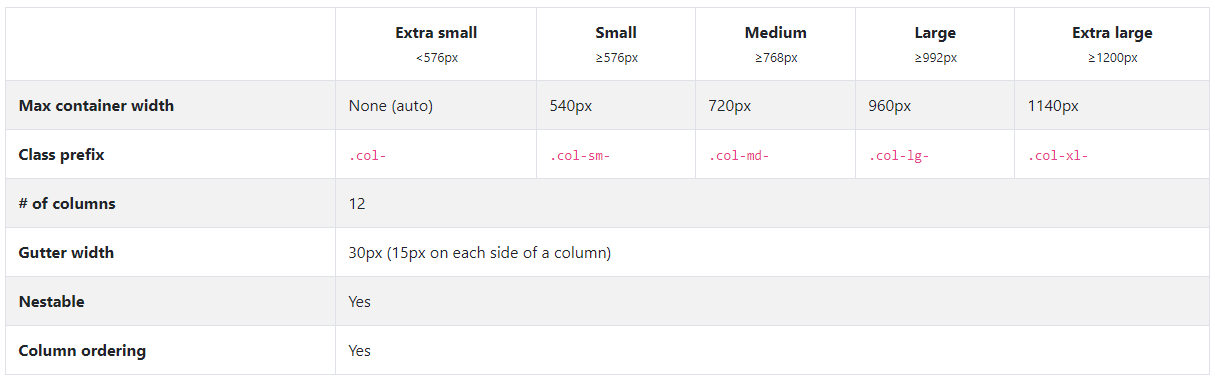 Extra small Small Medium Large Extra large
<576px ≥576px ≥768px ≥992px ≥1200px
Max container width None (auto) 540px 720px 960px 1140px
Class prefix .col- .col-sm- .col-md- .col-lg- .col-xl-
# of columns 12
Gutter width 30px (15px on each side of a column)
Nestable Yes
Column ordering Yes